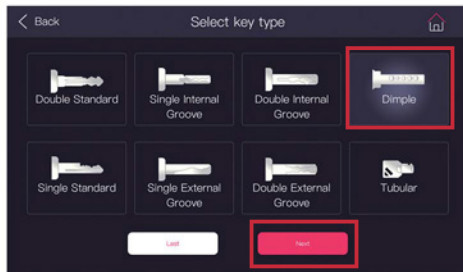 Back
Select key type
Double Standard
Single Internal
Groove
Double Internal
Groove
Dimple
Single Standard
Single External
Groove
Double External
Groove
Tubular
Last
Next